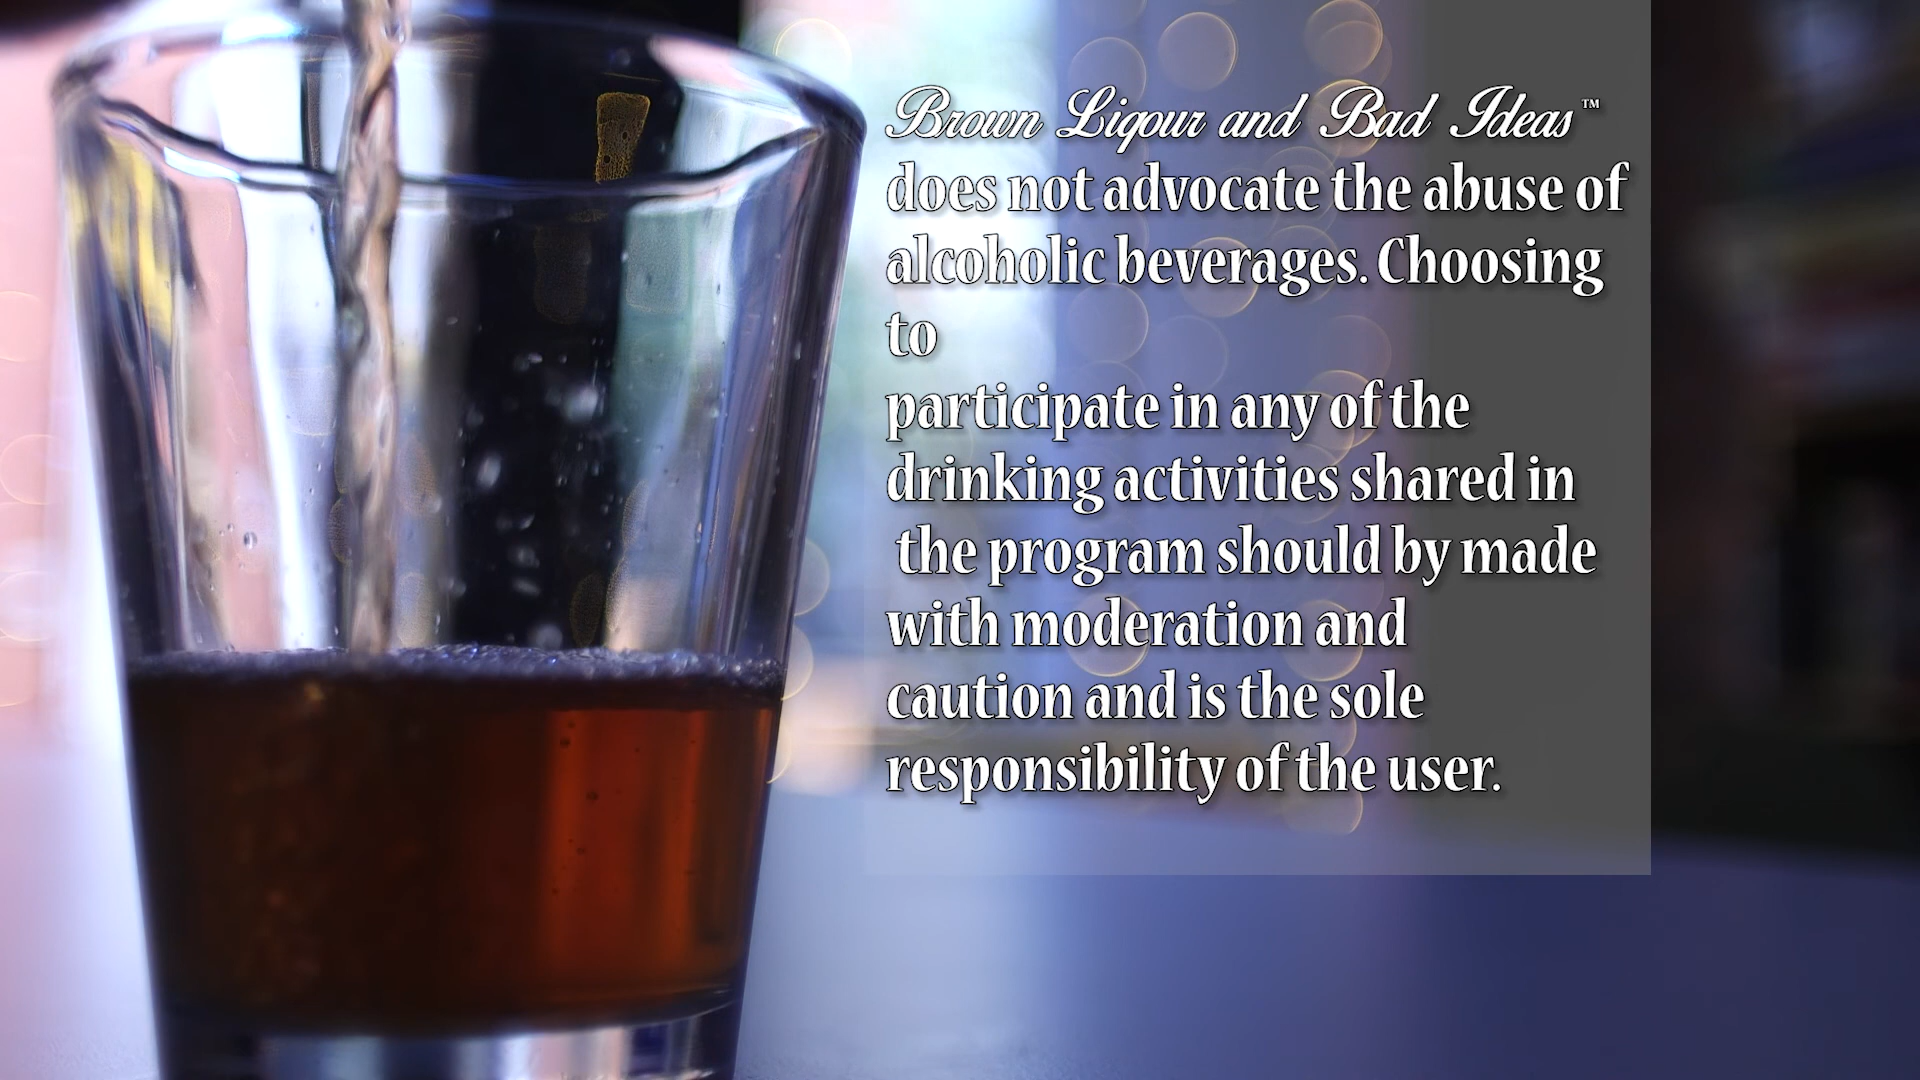 Brown Liqour and Bad Ideas™
does not advocate the abuse of
alcoholic beverages. Choosing
to
participate in any of the
drinking activities shared in
the program should by made
with moderation and
caution and is the sole
responsibility of the user.